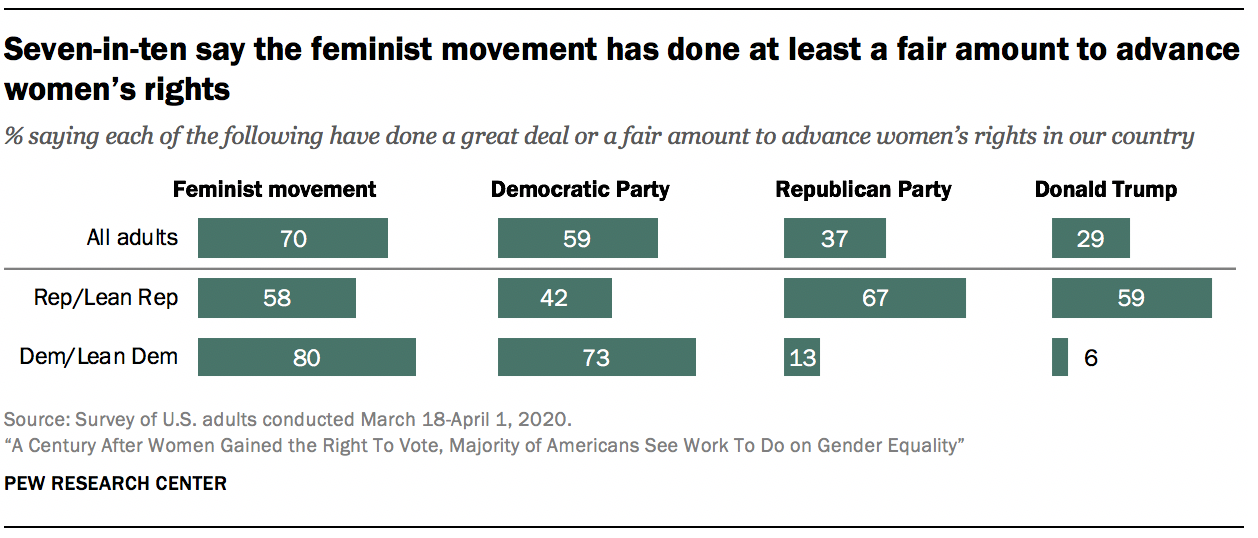 Seven-in-ten say the feminist movement has done at least a fair amount to advance
women’s rights
% saying each of the following have done a great deal or a fair amount to advance women’s rights in our country
Feminist movement Democratic Party Republican Party Donald Trump
All adults 70 59 37 29
Rep/Lean Rep 58 42 67 59
Dem/Lean Dem 80 73 13 6
Source: Survey of U.S. adults conducted March 18-April 1, 2020.
“A Century After Women Gained the Right To Vote, Majority of Americans See Work To Do on Gender Equality”
PEW RESEARCH CENTER